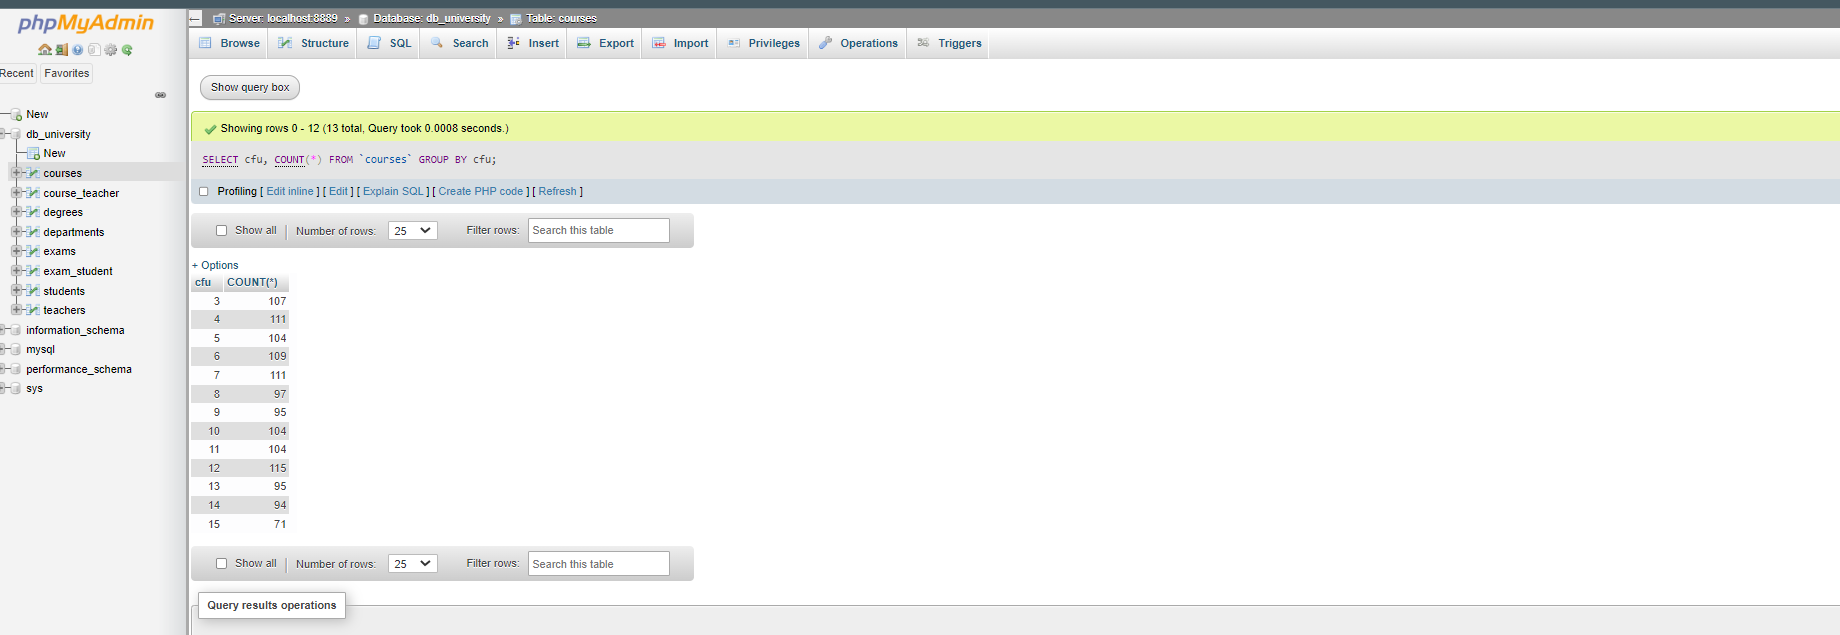 phpMyAdmin
Recent Favorites
New
db_university
New
courses
course_teacher
degrees
departments
exams
exam_student
students
teachers
information_schema
mysql
performance_schema
sys
Server: localhost:8889 » Database: db_university » Table: courses
Browse Structure SQL Search Insert Export Import Privileges Operations Triggers
Show query box
Showing rows 0 - 12 (13 total, Query took 0.0008 seconds.)
SELECT cfu, COUNT(*) FROM `courses` GROUP BY cfu;
Profiling [ Edit inline ] [ Edit ] [ Explain SQL ] [ Create PHP code ] [ Refresh ]
Show all | Number of rows: 25 Filter rows: Search this table
+ Options
cfu COUNT(*)
3 107
4 111
5 104
6 109
7 111
8 97
9 95
10 104
11 104
12 115
13 95
14 94
15 71
Show all | Number of rows: 25 Filter rows: Search this table
Query results operations